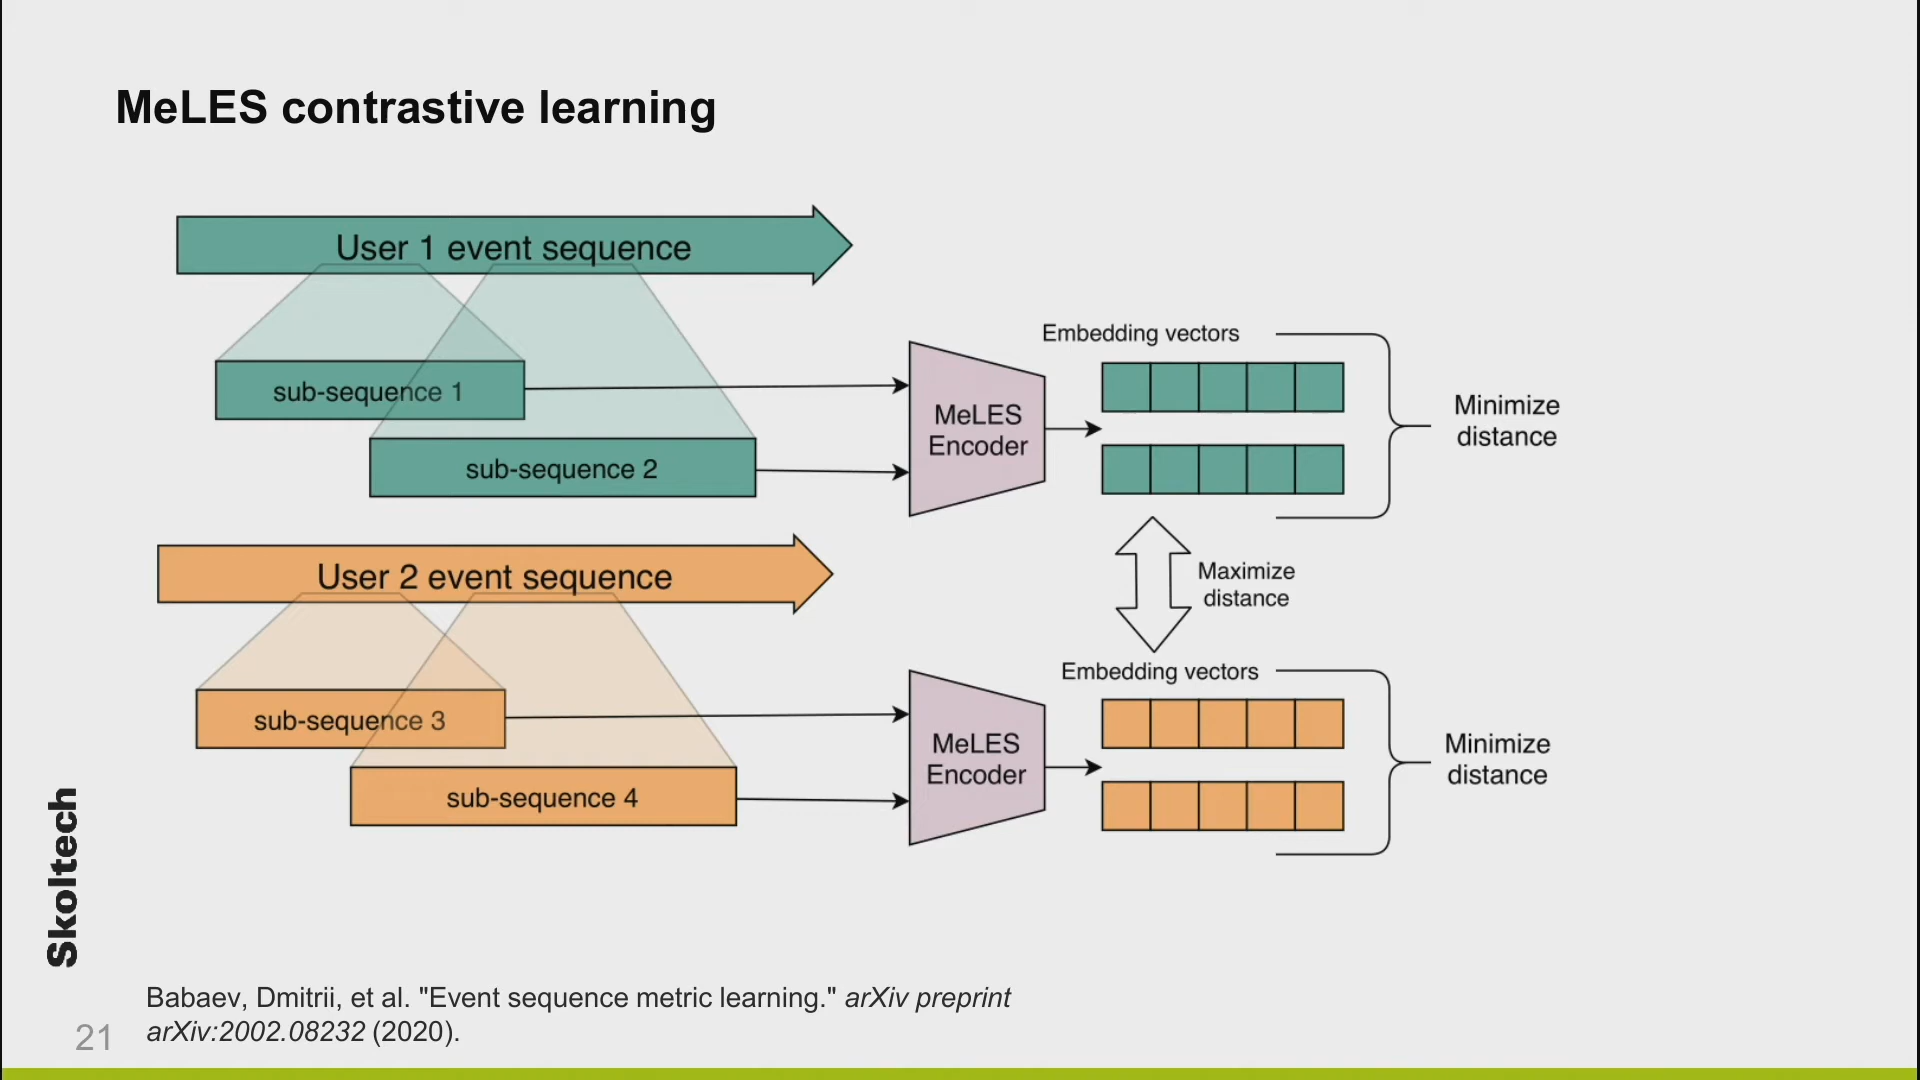 MeLES contrastive learning
User 1 event sequence
sub-sequence 1
sub-sequence 2
MeLES
Encoder
Embedding vectors
Minimize
distance
Maximize
distance
User 2 event sequence
sub-sequence 3
sub-sequence 4
MeLES
Encoder
Embedding vectors
Minimize
distance
Skoltech
Babaev, Dmitrii, et al. "Event sequence metric learning." arXiv preprint
arXiv:2002.08232 (2020).
21